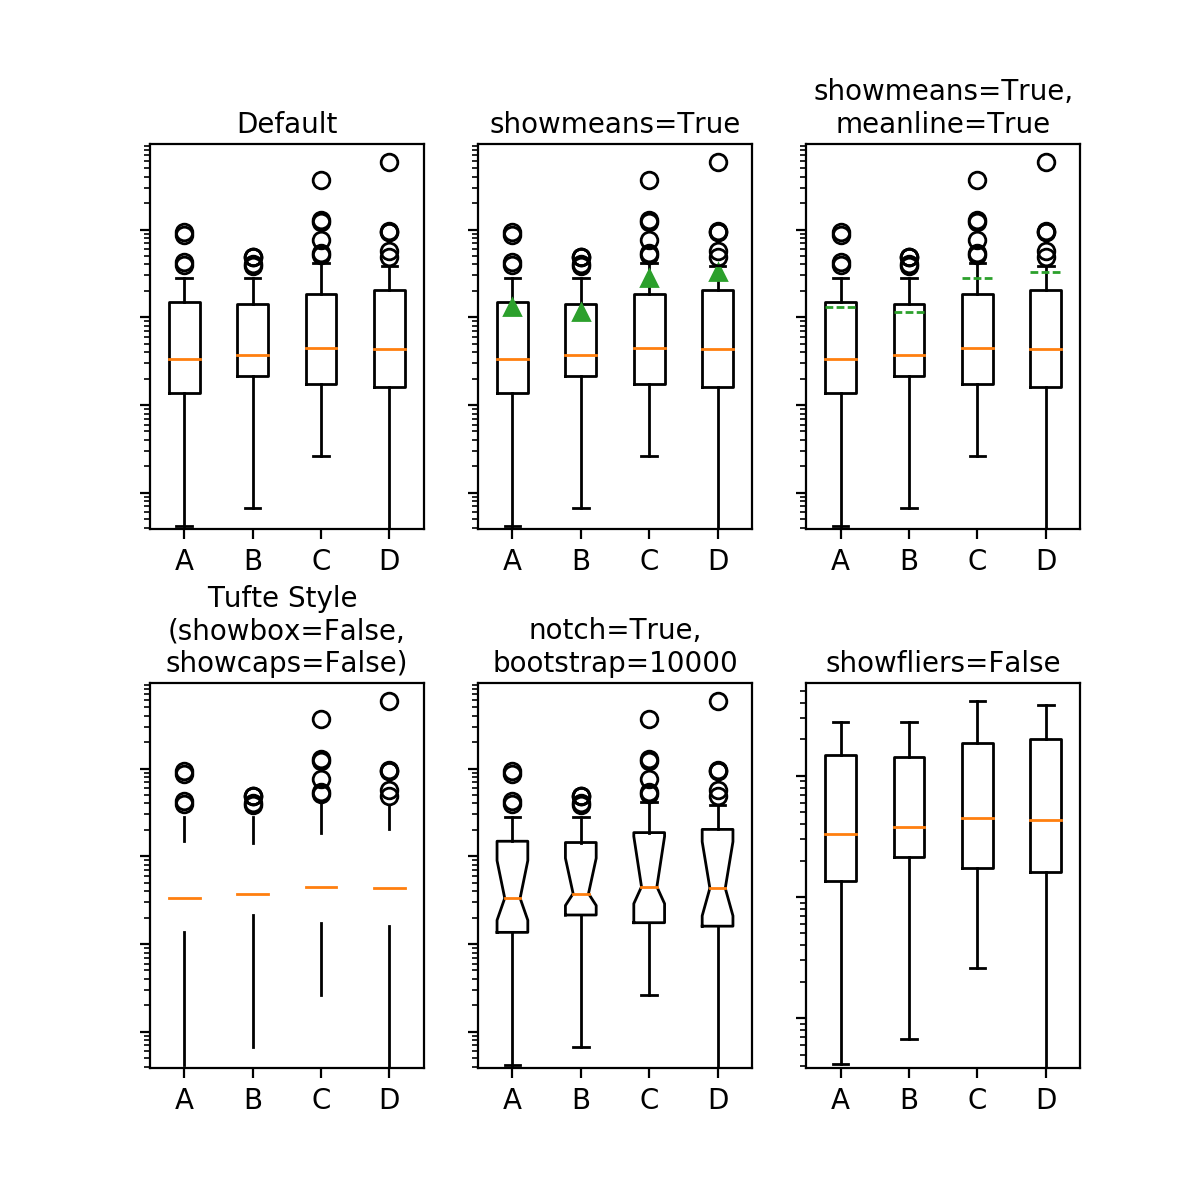 Default
showmeans=True
showmeans=True,
meanline=True
A B C D
A B C D
A B C D
Tufte Style
(showbox=False,
showcaps=False)
notch=True,
bootstrap=10000
showfliers=False
A B C D
A B C D
A B C D